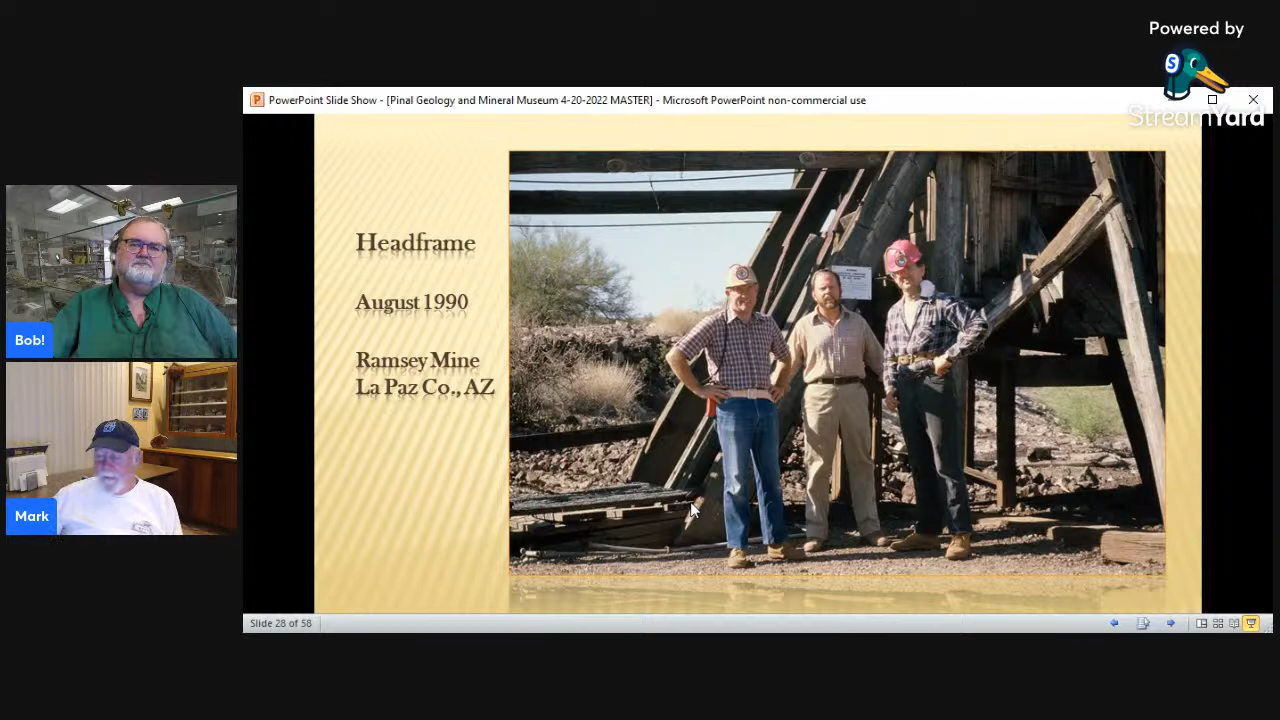 Powered by
S
StreamYard
PowerPoint Slide Show - [Pinal Geology and Mineral Museum 4-20-2022 MASTER] - Microsoft PowerPoint non-commercial use
Headframe
August 1990
Ramsey Mine
La Paz Co., AZ
Bob!
Mark
Slide 28 of 58